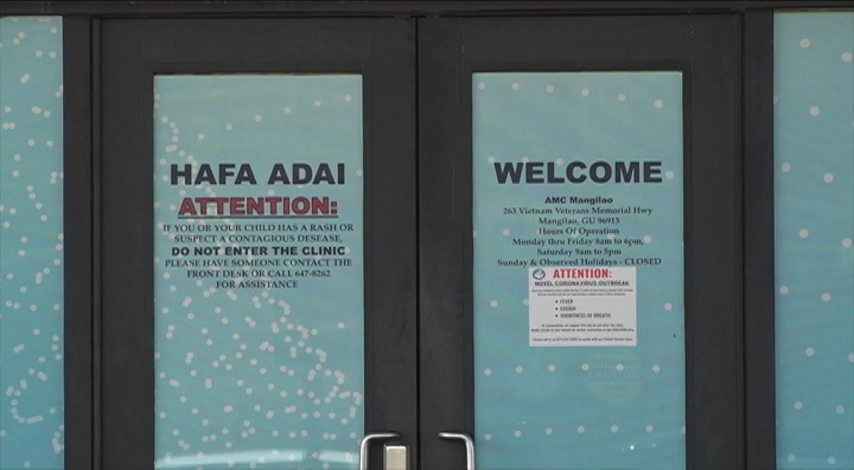 HAFA ADAI
ATTENTION:
IF YOU OR YOUR CHILD HAS A RASH OR
SUSPECT A CONTAGIOUS DISEASE,
DO NOT ENTER THE CLINIC
PLEASE HAVE SOMEONE CONTACT THE
FRONT DESK OR CALL 647-8262
FOR ASSISTANCE
WELCOME
AMC Mangilao
263 Vietnam Veterans Memorial Hwy
Mangilao, GU 96913
Hours Of Operation
Monday thru Friday 8am to 6pm,
Saturday 9am to 5pm
Sunday & Observed Holidays - CLOSED
ATTENTION:
NOVEL CORONAVIRUS OUTBREAK
• FEVER
• COUGH
• SHORTNESS OF BREATH